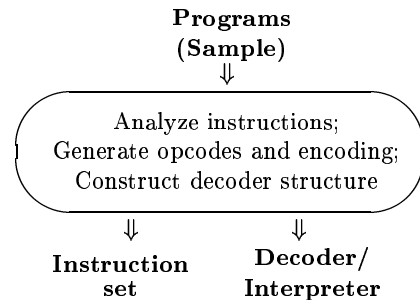 Programs
(Sample)
⇓
Analyze instructions;
Generate opcodes and encoding;
Construct decoder structure
⇓ ⇓
Instruction Decoder/
set Interpreter